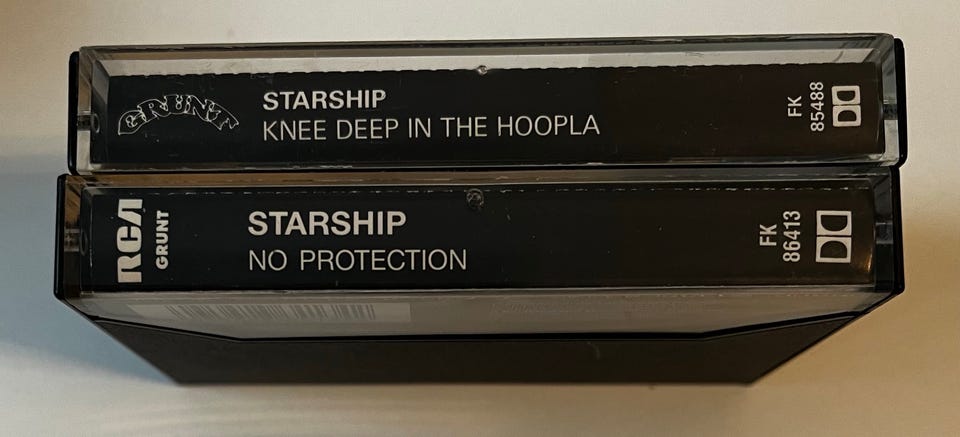 GRUNT
STARSHIP
KNEE DEEP IN THE HOOPLA
FK
85488
RCA
GRUNT
STARSHIP
NO PROTECTION
FK
86413